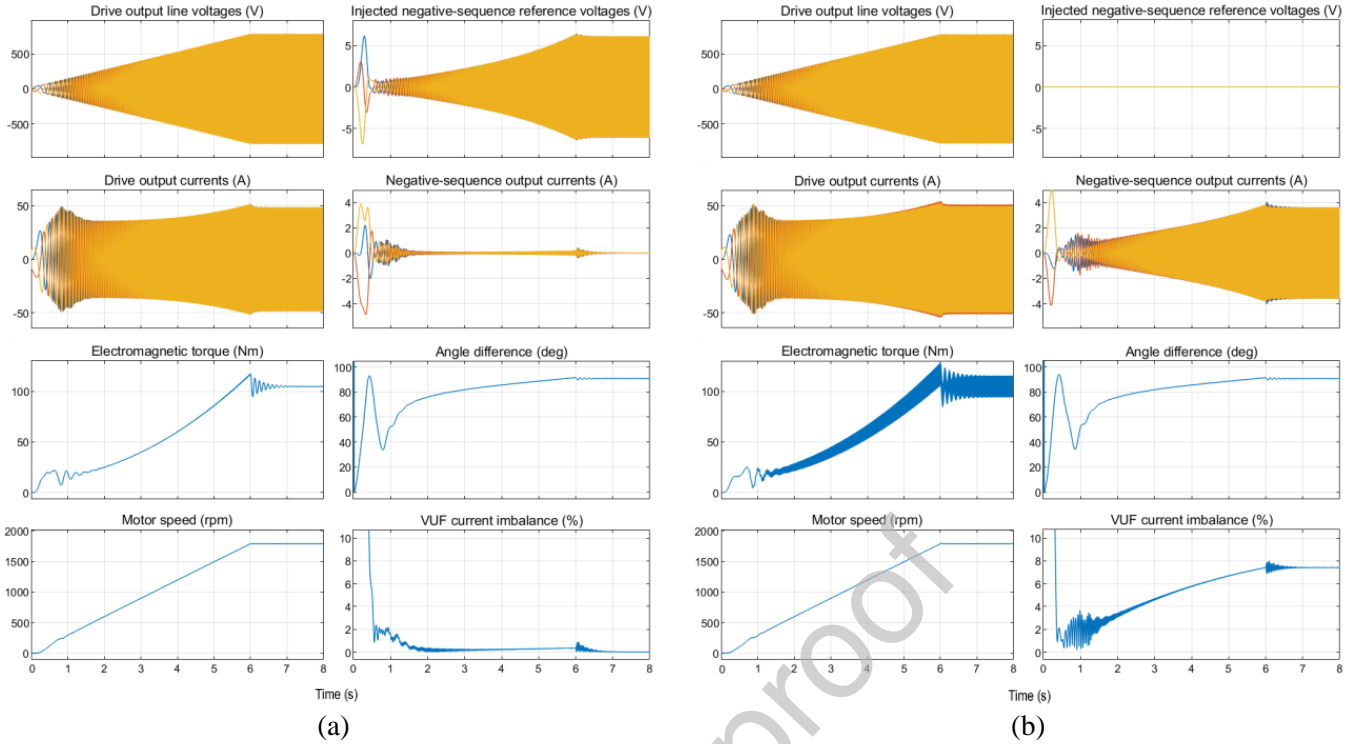 Drive output line voltages (V)
500
0
-500
Injected negative-sequence reference voltages (V)
5
0
-5
Drive output line voltages (V)
500
0
-500
Injected negative-sequence reference voltages (V)
5
0
-5
Drive output currents (A)
50
0
-50
Negative-sequence output currents (A)
4
2
0
-2
-4
Drive output currents (A)
50
0
-50
Negative-sequence output currents (A)
4
2
0
-2
-4
Electromagnetic torque (Nm)
100
50
0
Angle difference (deg)
100
80
60
40
20
0
Electromagnetic torque (Nm)
100
50
0
Angle difference (deg)
100
80
60
40
20
0
Motor speed (rpm)
2000
1500
1000
500
0
0 1 2 3 4 5 6 7 8
VUF current imbalance (%)
10
8
6
4
2
0
0 1 2 3 4 5 6 7 8
Motor speed (rpm)
2000
1500
1000
500
0
0 1 2 3 4 5 6 7 8
VUF current imbalance (%)
10
8
6
4
2
0
0 1 2 3 4 5 6 7 8
Time (s)
Time (s)
(a)
(b)
proof